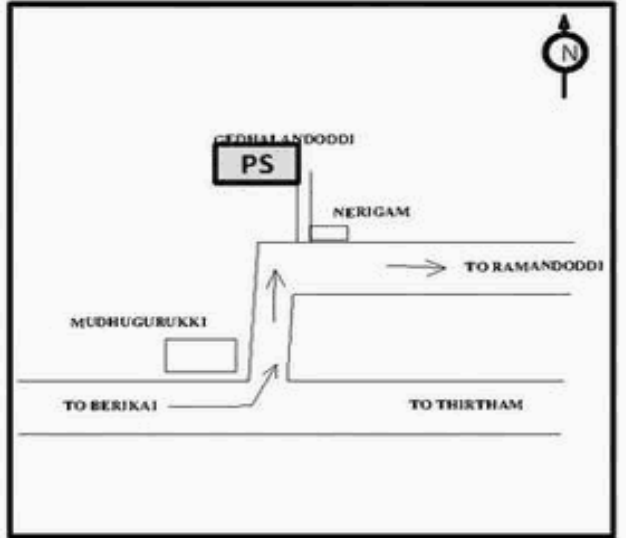 N
GEDHALANDODDI
PS
NERIGAM
TO RAMANDODDI
MUDHUGURUKKI
TO BERIKAI
TO THIRTHAM